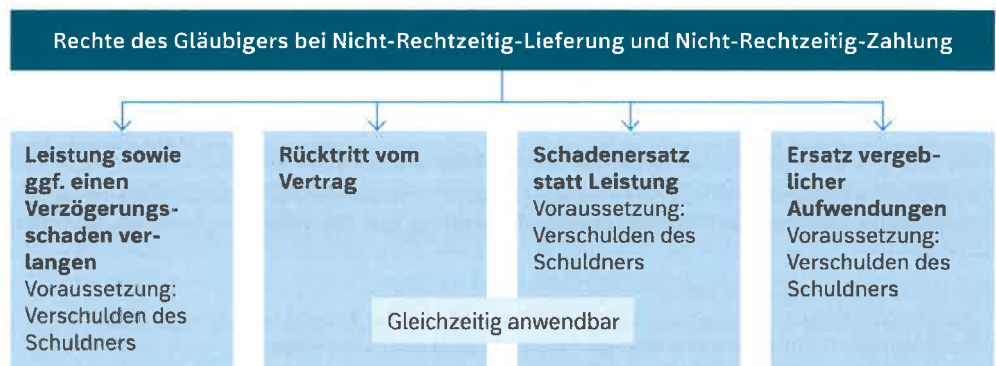 Rechte des Gläubigers bei Nicht-Rechtzeitig-Lieferung und Nicht-Rechtzeitig-Zahlung
Leistung sowie
ggf. einen
Verzögerungs-
schaden ver-
langen
Voraussetzung:
Verschulden des
Schuldners
Rücktritt vom
Vertrag
Schadenersatz
statt Leistung
Voraussetzung:
Verschulden des
Schuldners
Ersatz vergeb-
licher
Aufwendungen
Voraussetzung:
Verschulden des
Schuldners
Gleichzeitig anwendbar